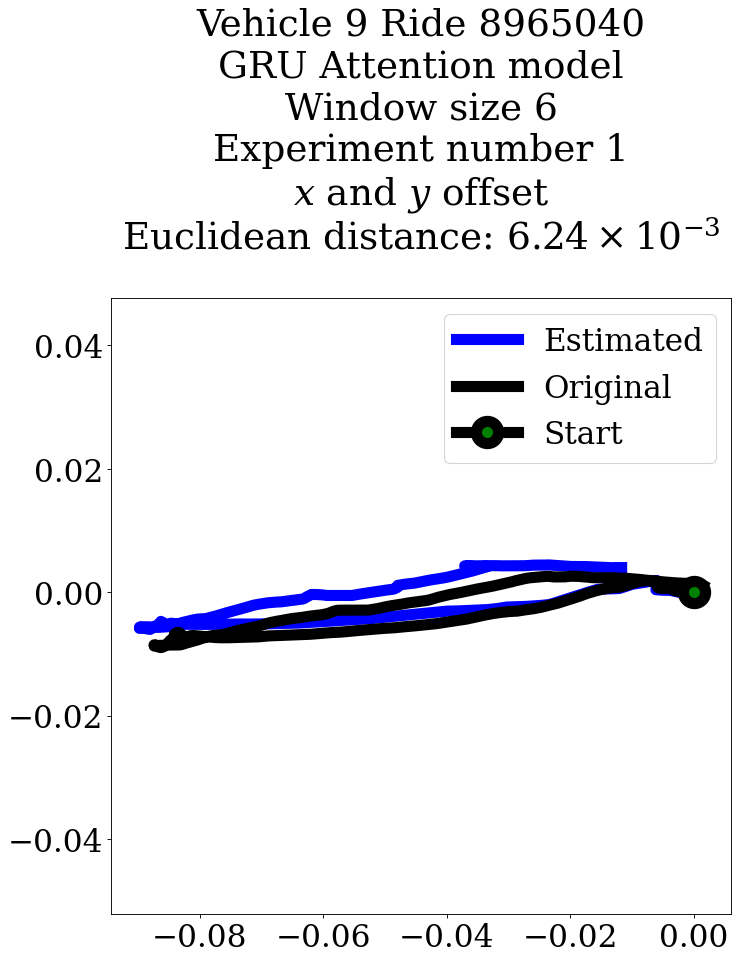 Vehicle 9 Ride 8965040
GRU Attention model
Window size 6
Experiment number 1
x and y offset
Euclidean distance: 6.24 × 10⁻³
Estimated
Original
Start
0.04
0.02
0.00
−0.02
−0.04
−0.08 −0.06 −0.04 −0.02 0.00